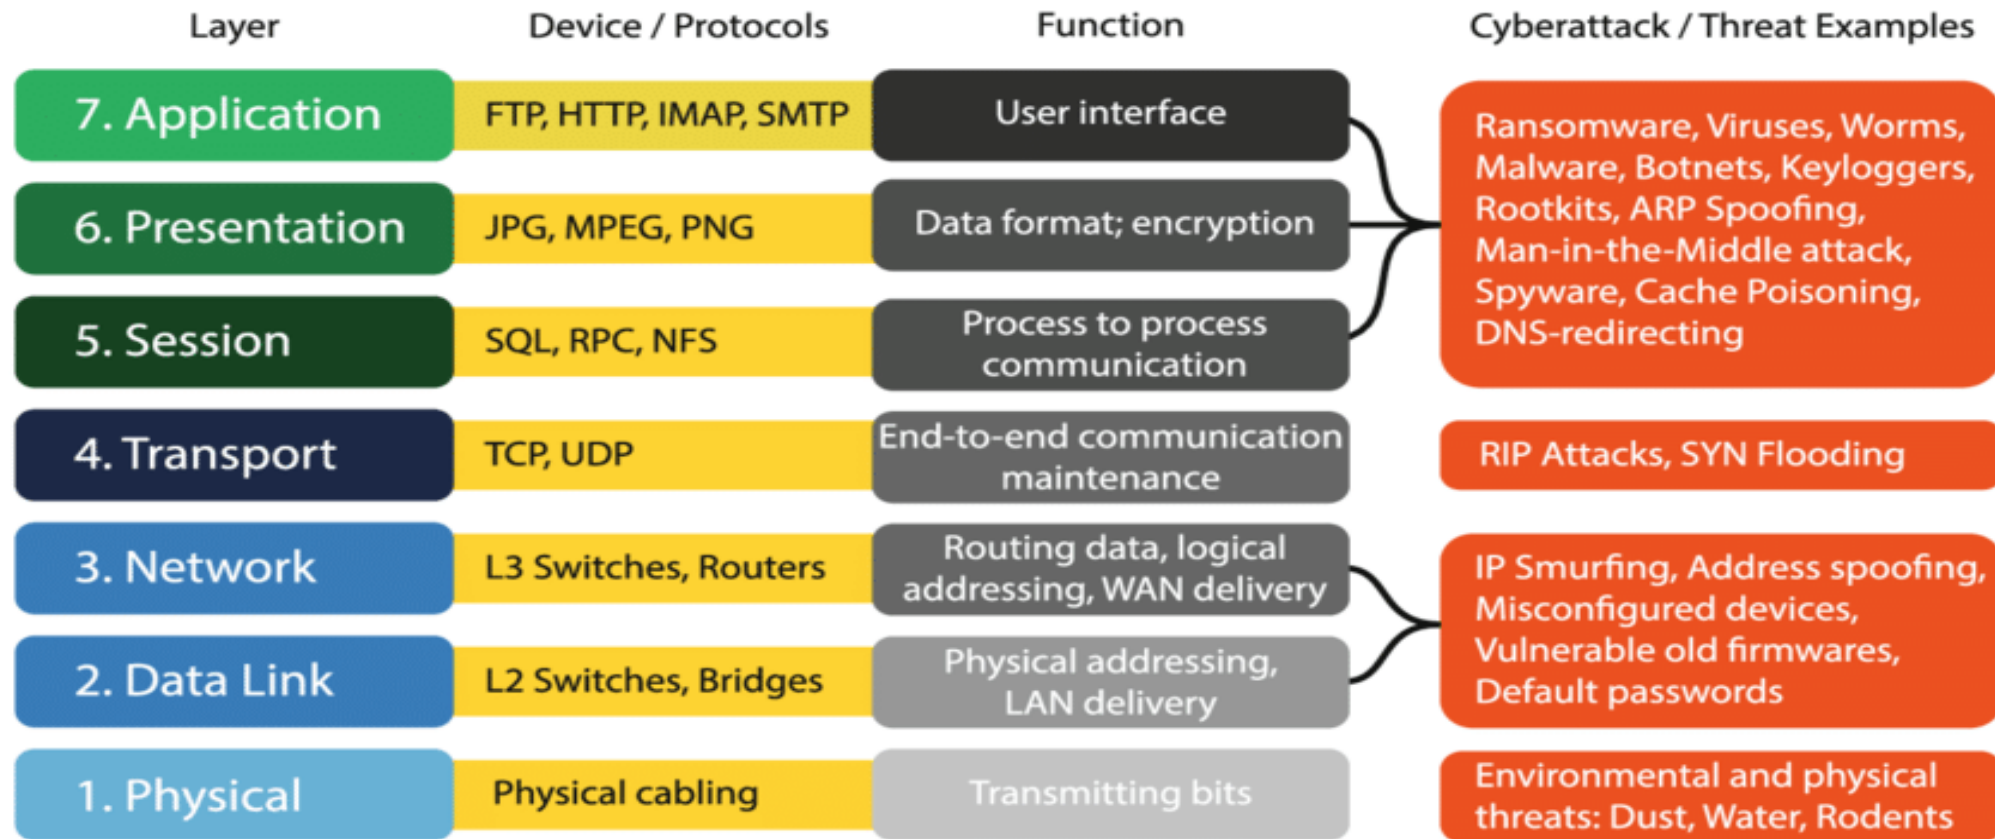 Layer Device / Protocols Function Cyberattack / Threat Examples
7. Application
FTP, HTTP, IMAP, SMTP
User interface
6. Presentation
JPG, MPEG, PNG
Data format; encryption
5. Session
SQL, RPC, NFS
Process to process
communication
Ransomware, Viruses, Worms,
Malware, Botnets, Keyloggers,
Rootkits, ARP Spoofing,
Man-in-the-Middle attack,
Spyware, Cache Poisoning,
DNS-redirecting
4. Transport
TCP, UDP
End-to-end communication
maintenance
RIP Attacks, SYN Flooding
3. Network
L3 Switches, Routers
Routing data, logical
addressing, WAN delivery
2. Data Link
L2 Switches, Bridges
Physical addressing,
LAN delivery
IP Smurfing, Address spoofing,
Misconfigured devices,
Vulnerable old firmwares,
Default passwords
1. Physical
Physical cabling
Transmitting bits
Environmental and physical
threats: Dust, Water, Rodents